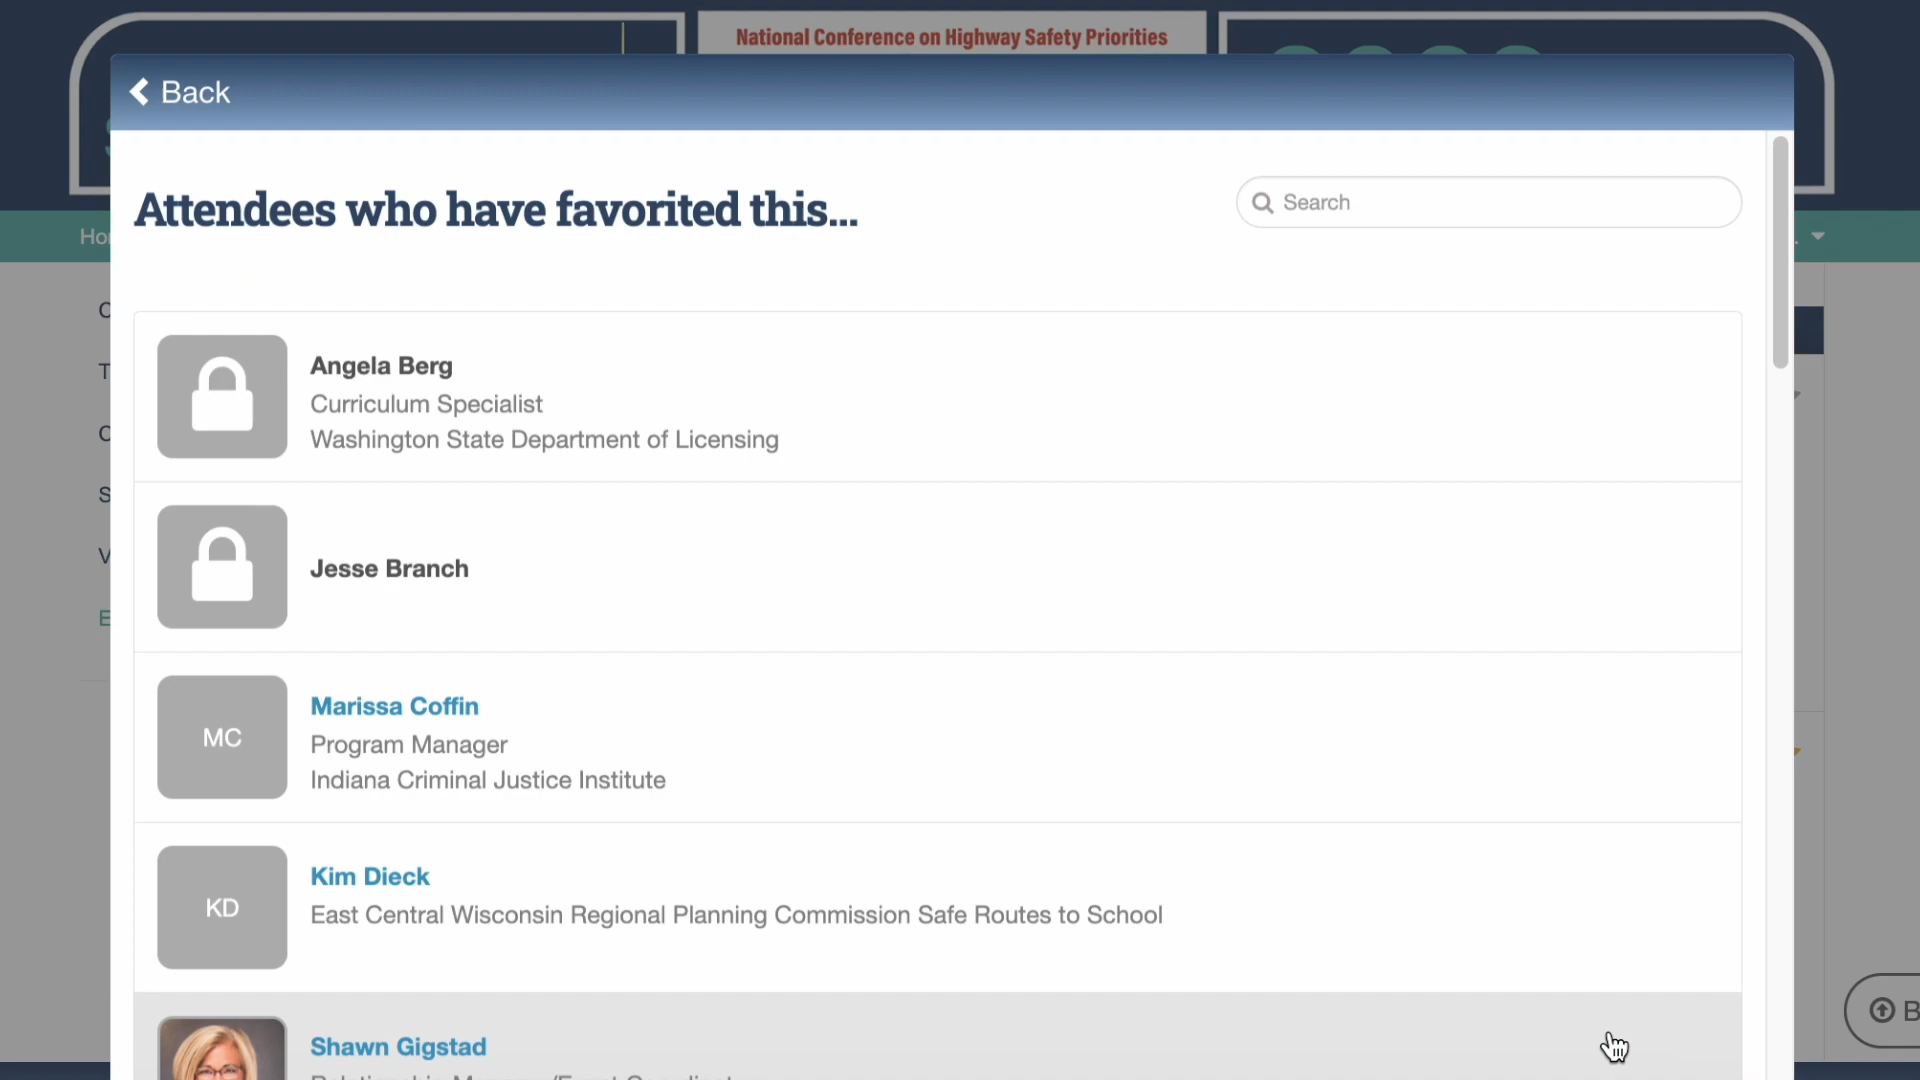 National Conference on Highway Safety Priorities
Back
Attendees who have favorited this...
Search
Angela Berg
Curriculum Specialist
Washington State Department of Licensing
Jesse Branch
MC
Marissa Coffin
Program Manager
Indiana Criminal Justice Institute
KD
Kim Dieck
East Central Wisconsin Regional Planning Commission Safe Routes to School
Shawn Gigstad